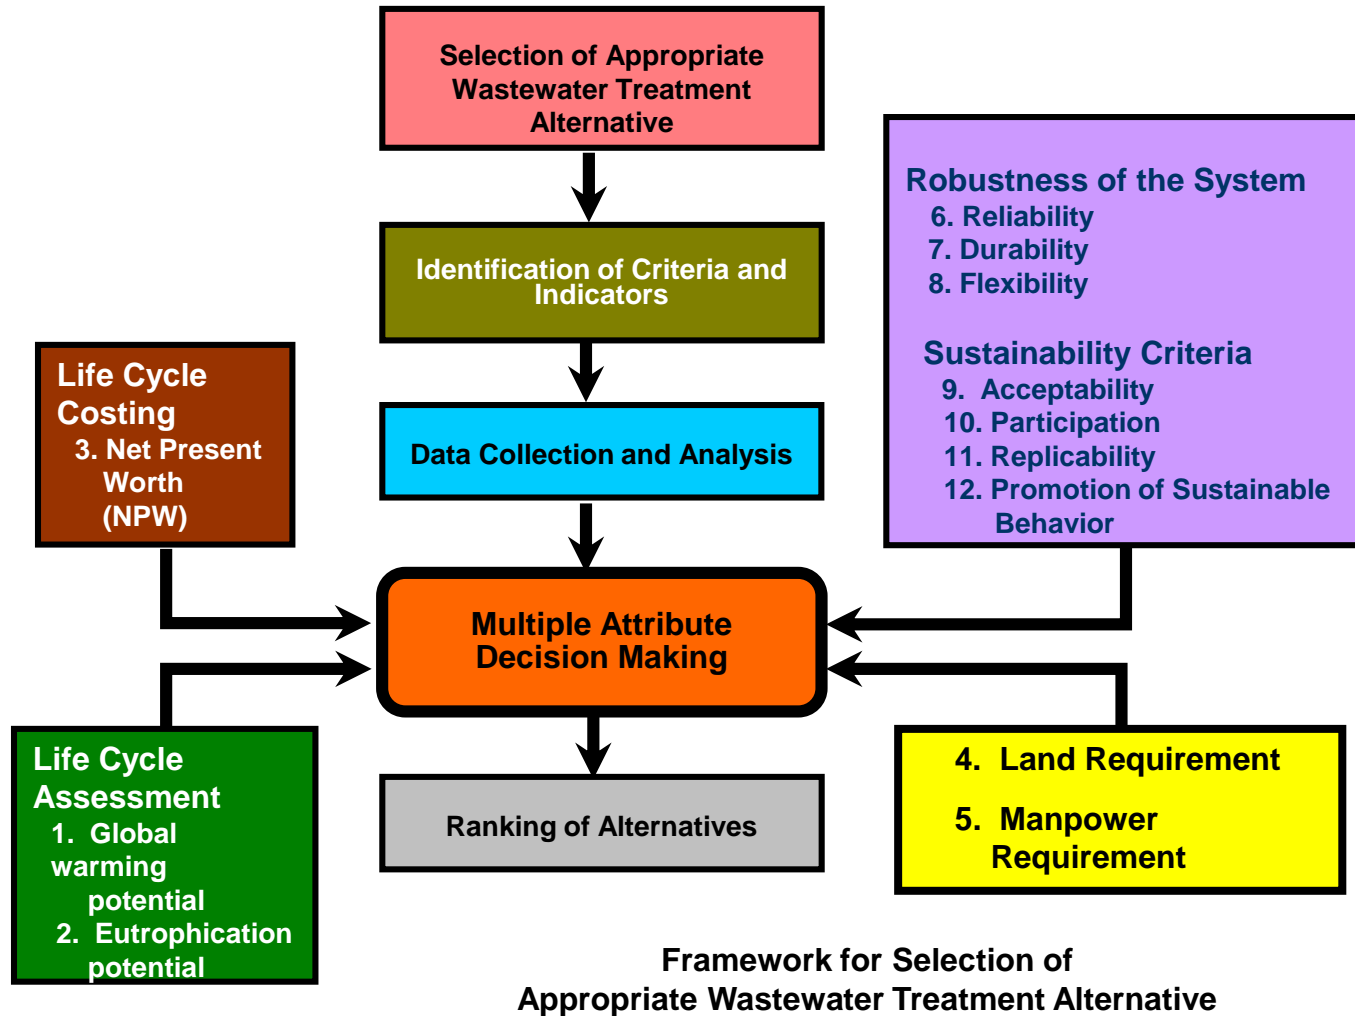 Selection of Appropriate
Wastewater Treatment
Alternative
Identification of Criteria and
Indicators
Data Collection and Analysis
Multiple Attribute
Decision Making
Ranking of Alternatives
Life Cycle
Costing
3. Net Present
Worth
(NPW)
Life Cycle
Assessment
1. Global
warming
potential
2. Eutrophication
potential
Robustness of the System
6. Reliability
7. Durability
8. Flexibility
Sustainability Criteria
9. Acceptability
10. Participation
11. Replicability
12. Promotion of Sustainable
Behavior
4. Land Requirement
5. Manpower
Requirement
Framework for Selection of
Appropriate Wastewater Treatment Alternative